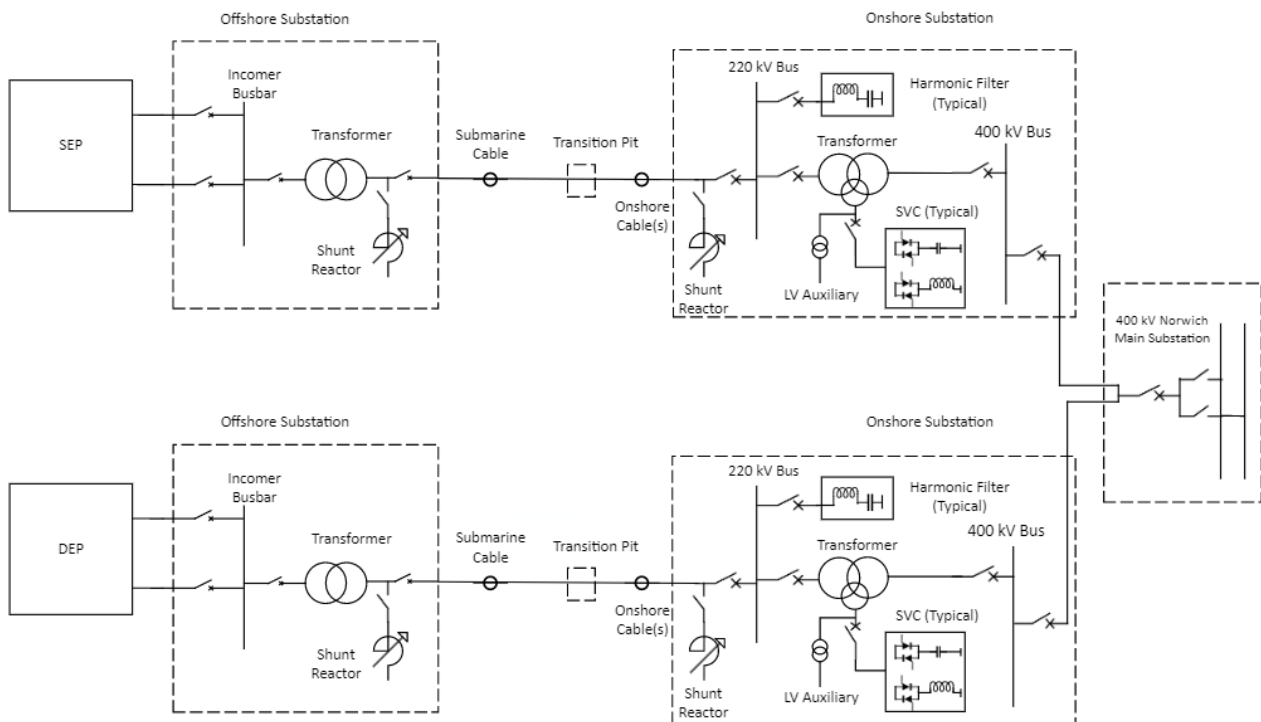 Offshore Substation
Onshore Substation
SEP
Incomer
Busbar
Transformer
Shunt
Reactor
Submarine
Cable
Transition Pit
Onshore
Cable(s)
220 kV Bus
Harmonic Filter
(Typical)
Transformer
400 kV Bus
SVC (Typical)
LV Auxiliary
Shunt
Reactor
400 kV Norwich
Main Substation
Offshore Substation
Onshore Substation
DEP
Incomer
Busbar
Transformer
Shunt
Reactor
Submarine
Cable
Transition Pit
Onshore
Cable(s)
220 kV Bus
Harmonic Filter
(Typical)
Transformer
400 kV Bus
SVC (Typical)
LV Auxiliary
Shunt
Reactor